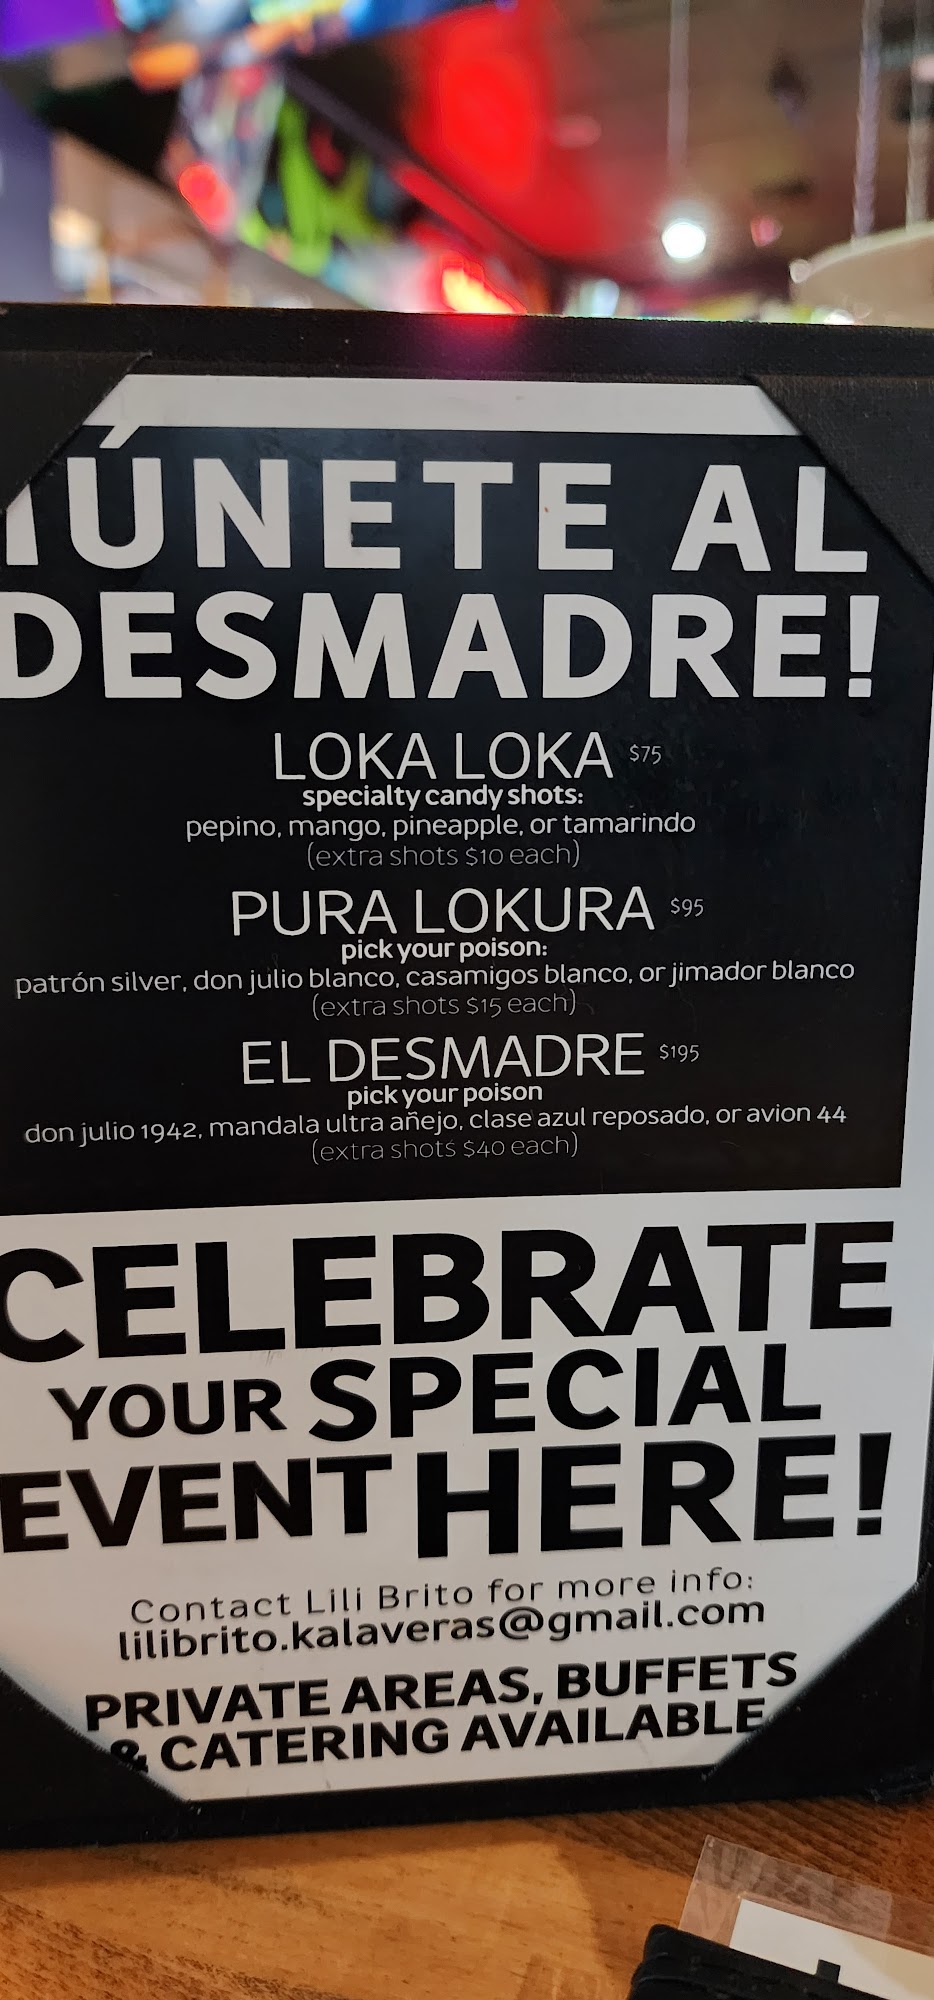 ¡ÚNETE AL
DESMADRE!
LOKA LOKA $75
specialty candy shots:
pepino, mango, pineapple, or tamarindo
(extra shots $10 each)
PURA LOKURA $95
pick your poison:
patrón silver, don julio blanco, casamigos blanco, or jimador blanco
(extra shots $15 each)
EL DESMADRE $195
pick your poison
don julio 1942, mandala ultra añejo, clase azul reposado, or avion 44
(extra shots $40 each)
CELEBRATE
YOUR SPECIAL
EVENT HERE!
Contact Lili Brito for more info:
lilibrito.kalaveras@gmail.com
PRIVATE AREAS, BUFFETS
& CATERING AVAILABLE